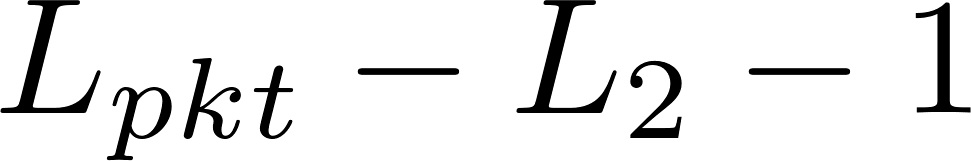 $L_{pkt} - L_2 - 1$